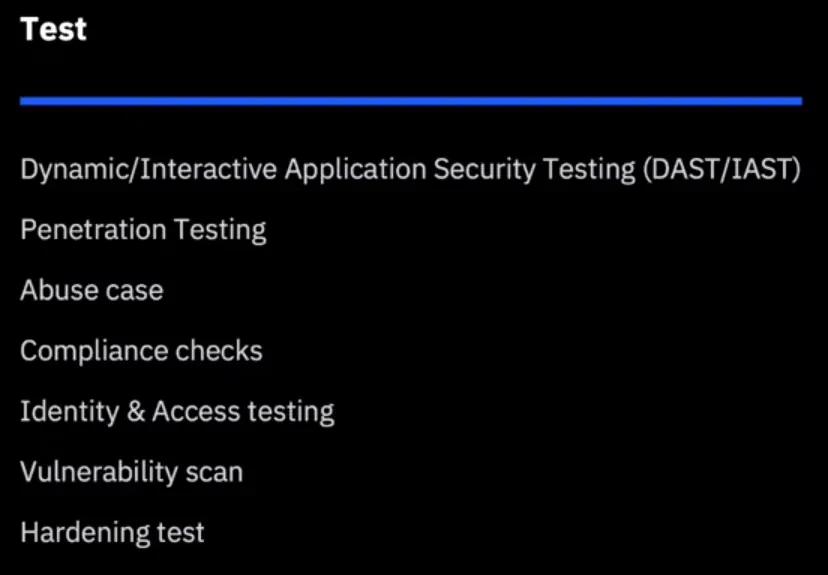 Test
Dynamic/Interactive Application Security Testing (DAST/IAST)
Penetration Testing
Abuse case
Compliance checks
Identity & Access testing
Vulnerability scan
Hardening test